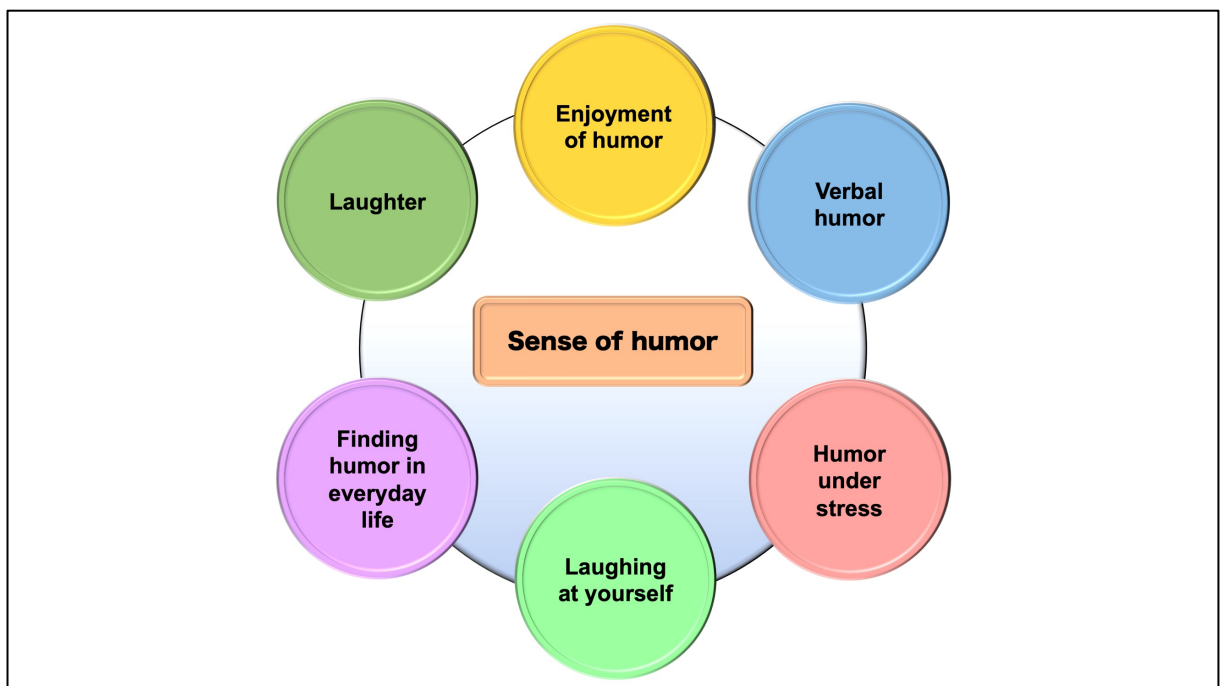 Enjoyment
of humor
Verbal
humor
Humor
under
stress
Laughing
at yourself
Finding
humor in
everyday
life
Laughter
Sense of humor